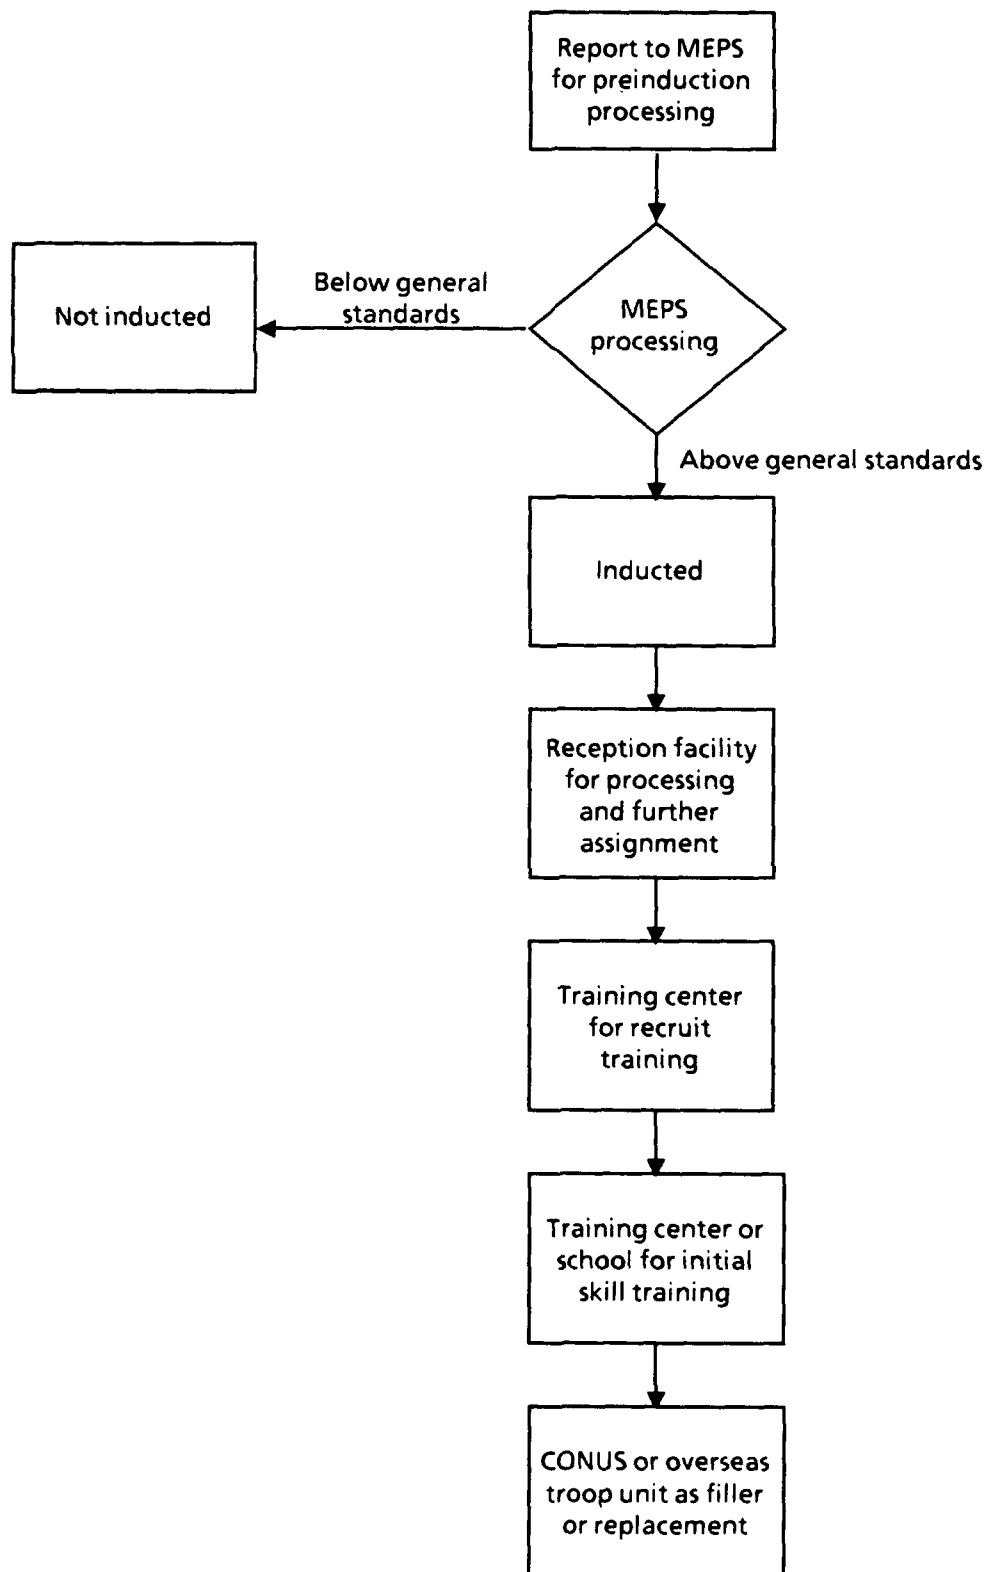 Report to MEPS
for preinduction
processing
Below general
standards
Not inducted
MEPS
processing
Above general standards
Inducted
Reception facility
for processing
and further
assignment
Training center
for recruit
training
Training center or
school for initial
skill training
CONUS or overseas
troop unit as filler
or replacement